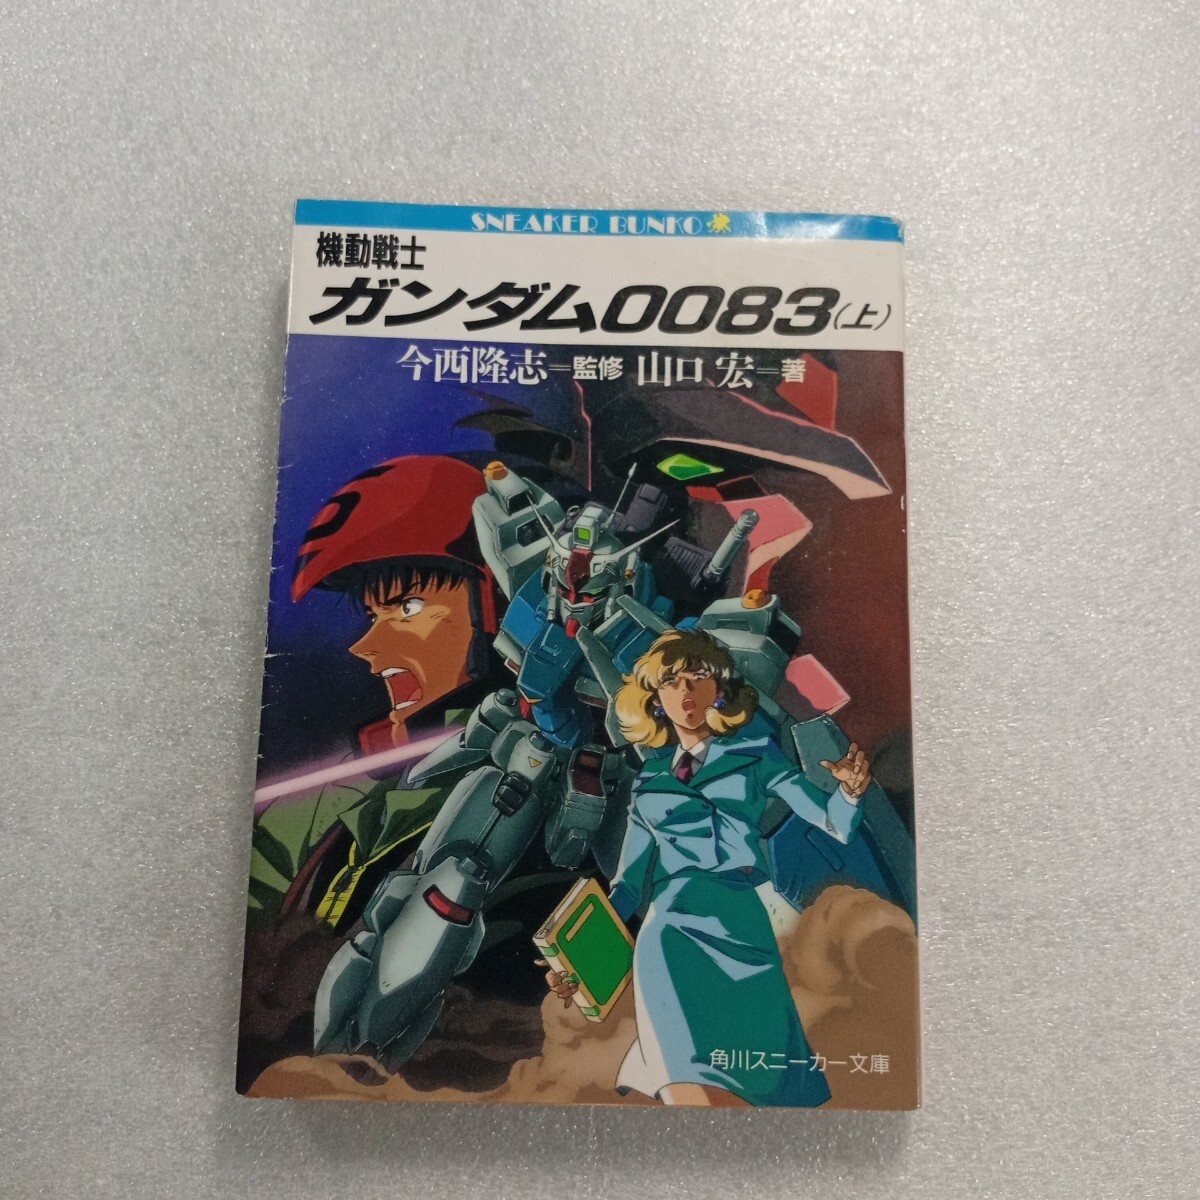 SNEAKER BUNKO
機動戦士
ガンダム0083(上)
今西隆志=監修 山口 宏=著
角川スニーカー文庫